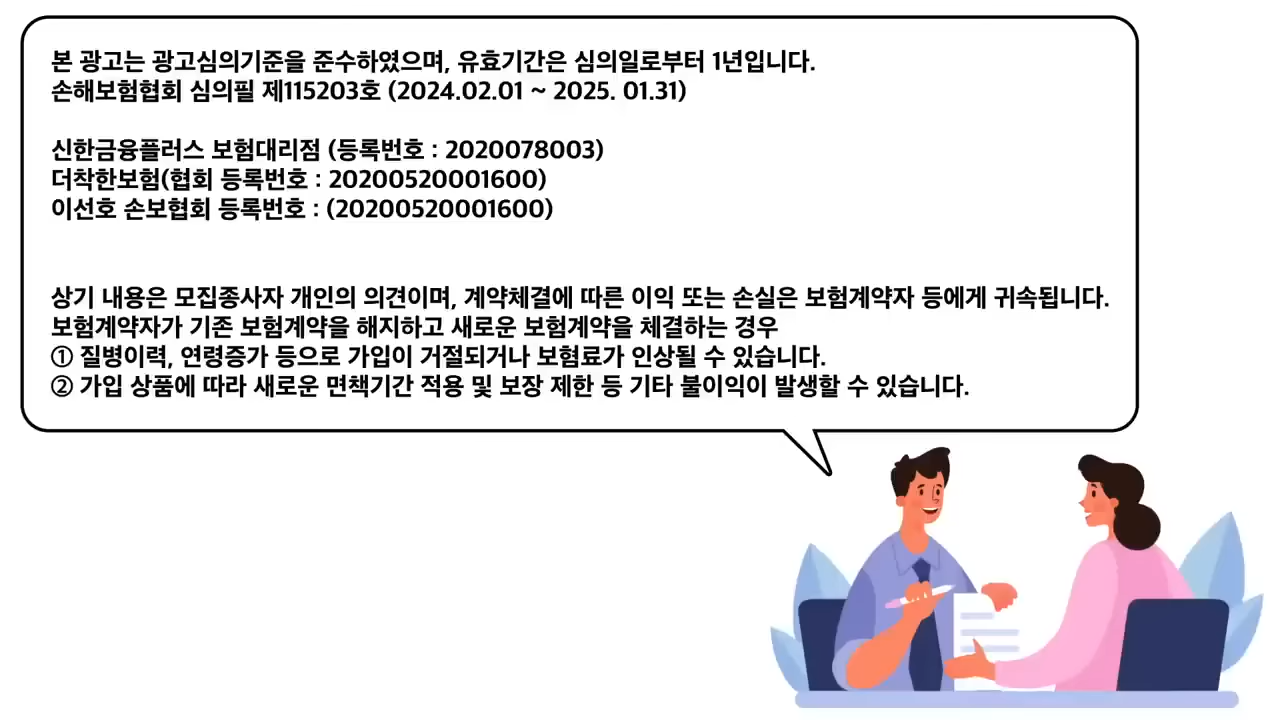 본 광고는 광고심의기준을 준수하였으며, 유효기간은 심의일로부터 1년입니다.
손해보험협회 심의필 제115203호 (2024.02.01 ~ 2025. 01.31)
신한금융플러스 보험대리점 (등록번호 : 2020078003)
더착한보험(협회 등록번호 : 20200520001600)
이선호 손보협회 등록번호 : (20200520001600)
상기 내용은 모집종사자 개인의 의견이며, 계약체결에 따른 이익 또는 손실은 보험계약자 등에게 귀속됩니다.
보험계약자가 기존 보험계약을 해지하고 새로운 보험계약을 체결하는 경우
① 질병이력, 연령증가 등으로 가입이 거절되거나 보험료가 인상될 수 있습니다.
② 가입 상품에 따라 새로운 면책기간 적용 및 보장 제한 등 기타 불이익이 발생할 수 있습니다.